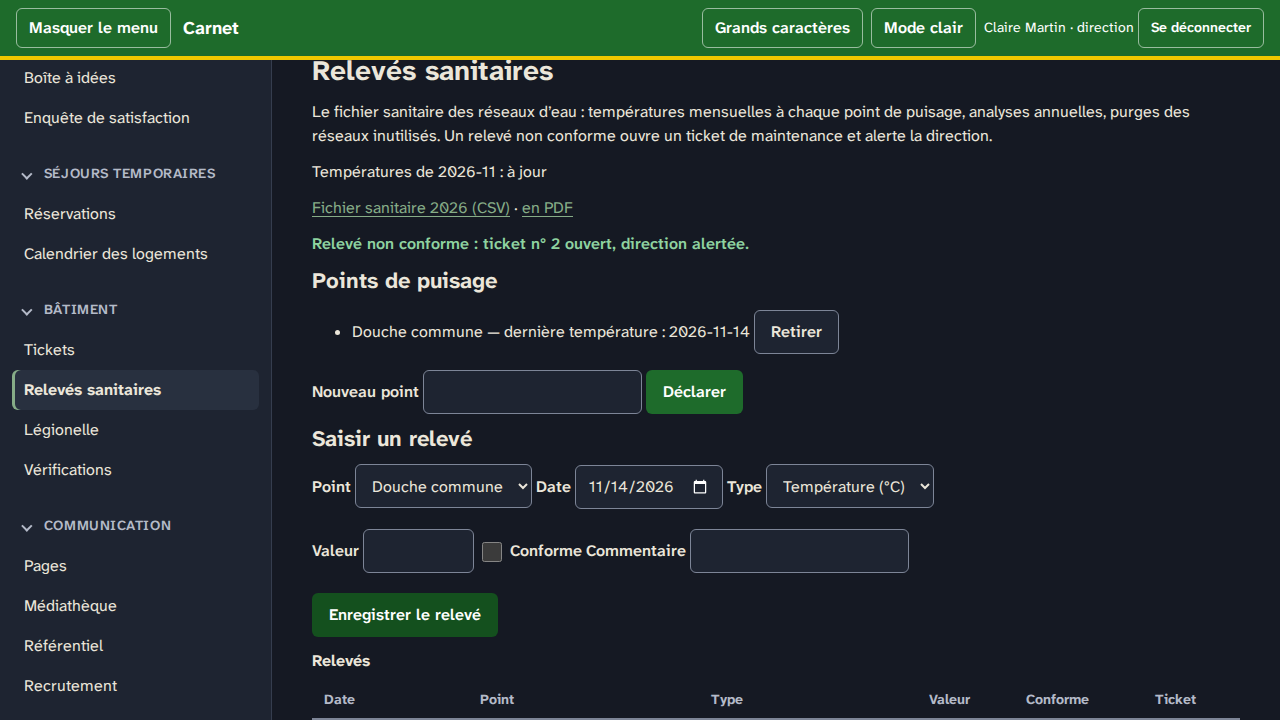 Masquer le menu Carnet Grands caractères Mode clair Claire Martin · direction Se déconnecter
Boîte à idées
Enquête de satisfaction
SÉJOURS TEMPORAIRES
Réservations
Calendrier des logements
BÂTIMENT
Tickets
Relevés sanitaires
Légionelle
Vérifications
COMMUNICATION
Pages
Médiathèque
Référentiel
Recrutement
Relevés sanitaires
Le fichier sanitaire des réseaux d'eau : températures mensuelles à chaque point de puisage, analyses annuelles, purges des
réseaux inutilisés. Un relevé non conforme ouvre un ticket de maintenance et alerte la direction.
Températures de 2026-11 : à jour
Fichier sanitaire 2026 (CSV) · en PDF
Relevé non conforme : ticket n° 2 ouvert, direction alertée.
Points de puisage
• Douche commune — dernière température : 2026-11-14 Retirer
Nouveau point Déclarer
Saisir un relevé
Point Douche commune Date 11/14/2026 Type Température (°C)
Valeur Conforme Commentaire
Enregistrer le relevé
Relevés
Date Point Type Valeur Conforme Ticket